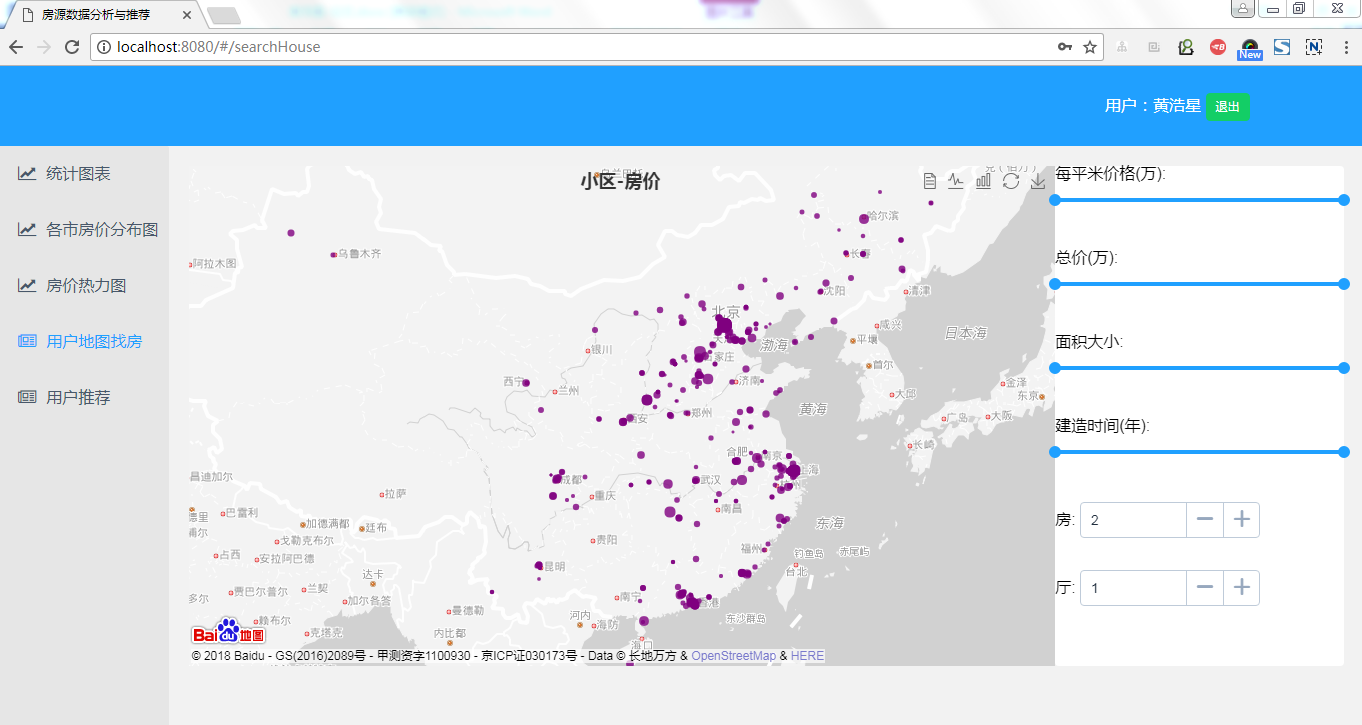 房源数据分析与推荐
localhost:8080/#/searchHouse
New
用户：黄浩星 退出
统计图表
各市房价分布图
房价热力图
用户地图找房
用户推荐
小区-房价
乌鲁木齐
阿拉木图
哈尔滨
长春
沈阳
清津
咸兴
平壤
首尔
日本海
金泽
东京
大邱
广岛
大阪
长崎
北京
渤海
石家庄
济南
银川
西宁
兰州
郑州
西安
黄海
合肥
南京
上海
杭州
成都
武汉
重庆
拉萨
昌迪加尔
南昌
东海
加德满都
廷布
巴雷利
戈勒克布尔
占西
安拉阿巴德
贵阳
福州
钓鱼岛
赤尾屿
台北
昆明
达卡
贾巴尔普尔
兰契
加尔各答
多尔
曼德勒
南宁
香港
东沙群岛
河内
海防
内比都
赖布尔
克塔克
海口
Bai du 地图
© 2018 Baidu - GS(2016)2089号 - 甲测资字1100930 - 京ICP证030173号 - Data © 长地万方 & OpenStreetMap & HERE
每平米价格(万):
总价(万):
面积大小:
建造时间(年):
房: 2
厅: 1